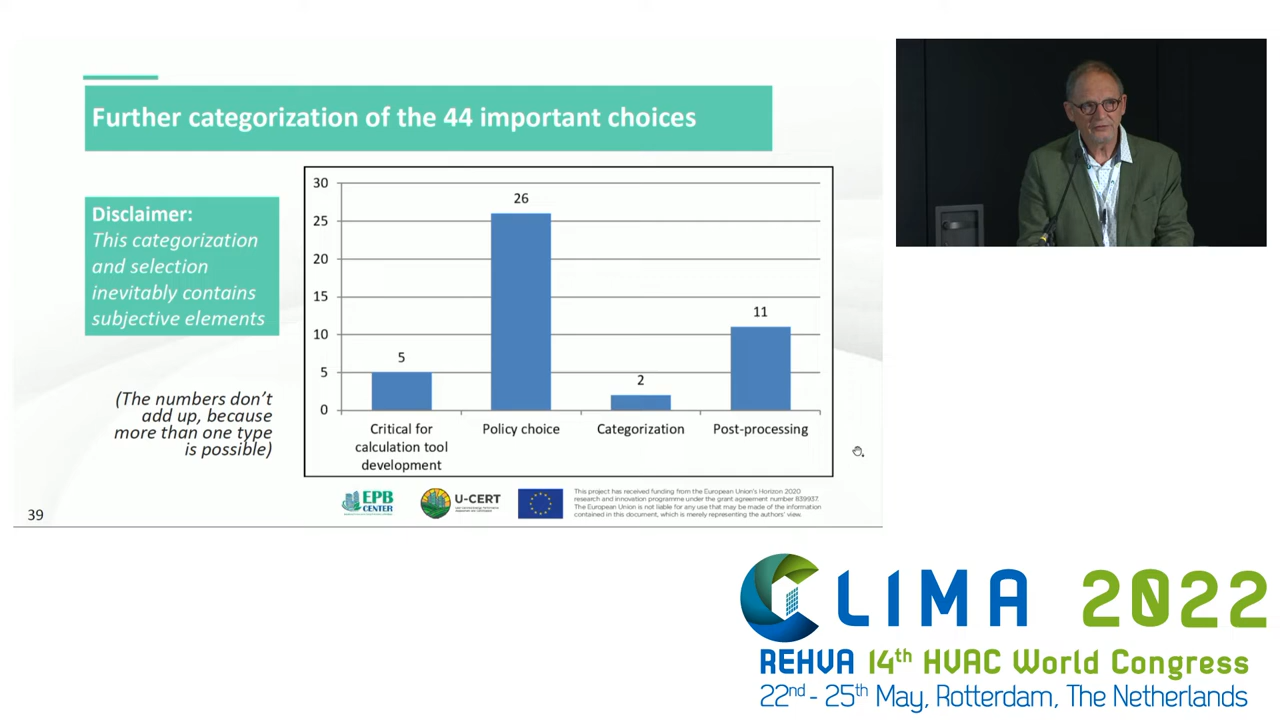 Further categorization of the 44 important choices
Disclaimer:
This categorization
and selection
inevitably contains
subjective elements
(The numbers don't
add up, because
more than one type
is possible)
30
25
20
15
10
5
0
5
26
2
11
Critical for
calculation tool
development
Policy choice
Categorization
Post-processing
39
EPB
CENTER
U-CERT
This project has received funding from the European Union's Horizon 2020
research and innovation programme under the grant agreement number 839937.
The European Union is not liable for any use that may be made of the information
contained in this document, which is merely representing the authors' view.
CLIMA 2022
REHVA 14th HVAC World Congress
22nd - 25th May, Rotterdam, The Netherlands